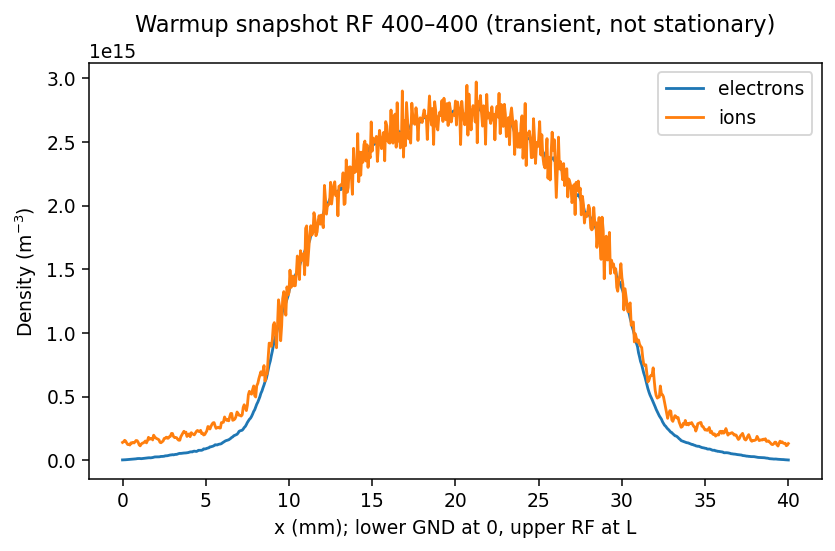 Warmup snapshot RF 400–400 (transient, not stationary)
1e15
3.0
2.5
2.0
1.5
1.0
0.5
0.0
Density (m⁻³)
electrons
ions
0 5 10 15 20 25 30 35 40
x (mm); lower GND at 0, upper RF at L